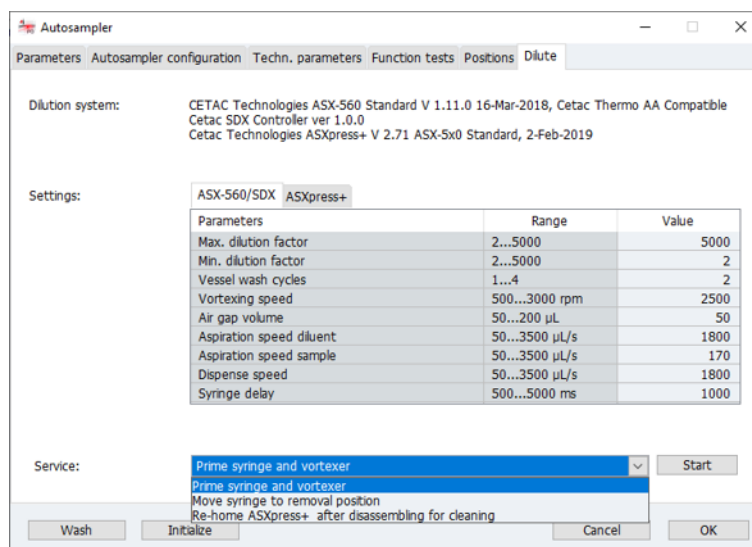 Autosampler
Parameters Autosampler configuration Techn. parameters Function tests Positions Dilute
Dilution system: CETAC Technologies ASX-560 Standard V 1.11.0 16-Mar-2018, Cetac Thermo AA Compatible
Cetac SDX Controller ver 1.0.0
Cetac Technologies ASXpress+ V 2.71 ASX-5x0 Standard, 2-Feb-2019
Settings: ASX-560/SDX ASXpress+
Parameters Range Value
Max. dilution factor 2...5000 5000
Min. dilution factor 2...5000 2
Vessel wash cycles 1...4 2
Vortexing speed 500...3000 rpm 2500
Air gap volume 50...200 µL 50
Aspiration speed diluent 50...3500 µL/s 1800
Aspiration speed sample 50...3500 µL/s 170
Dispense speed 50...3500 µL/s 1800
Syringe delay 500...5000 ms 1000
Service: Prime syringe and vortexer Start
Prime syringe and vortexer
Move syringe to removal position
Re-home ASXpress+ after disassembling for cleaning
Wash Initialize Cancel OK